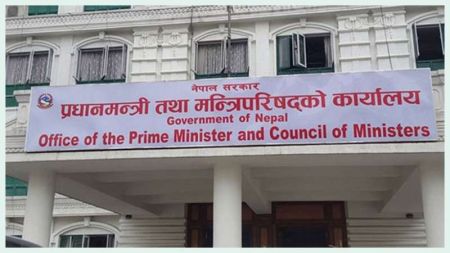 नेपाल सरकार
प्रधानमन्त्री तथा मन्त्रिपरिषद्को कार्यालय
Government of Nepal
Office of the Prime Minister and Council of Ministers